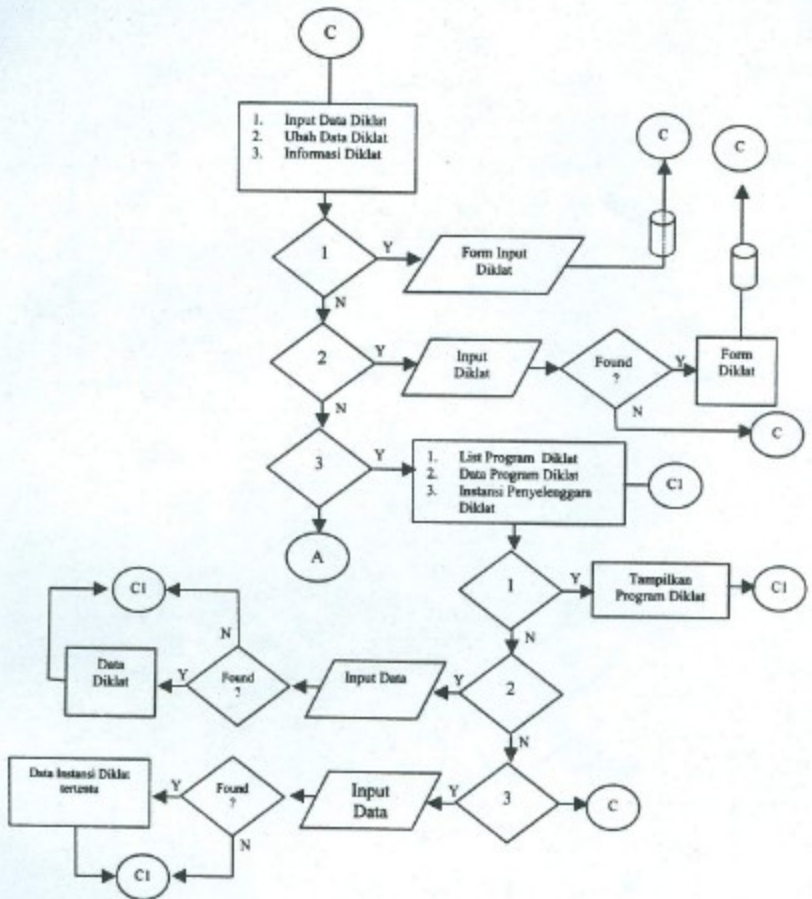 C
1. Input Data Diklat
2. Ubah Data Diklat
3. Informasi Diklat
C
C
1
Y
Form Input
Diklat
N
2
Y
Input
Diklat
Found
?
Y
Form
Diklat
N
C
N
3
Y
1. List Program Diklat
2. Data Program Diklat
3. Instansi Penyelenggara
Diklat
C1
A
1
Y
Tampilkan
Program Diklat
C1
C1
N
N
Data
Diklat
Y
Found
?
Input Data
Y
2
N
Data Instansi Diklat
tertentu
Y
Found
?
Input
Data
Y
3
C
N
C1